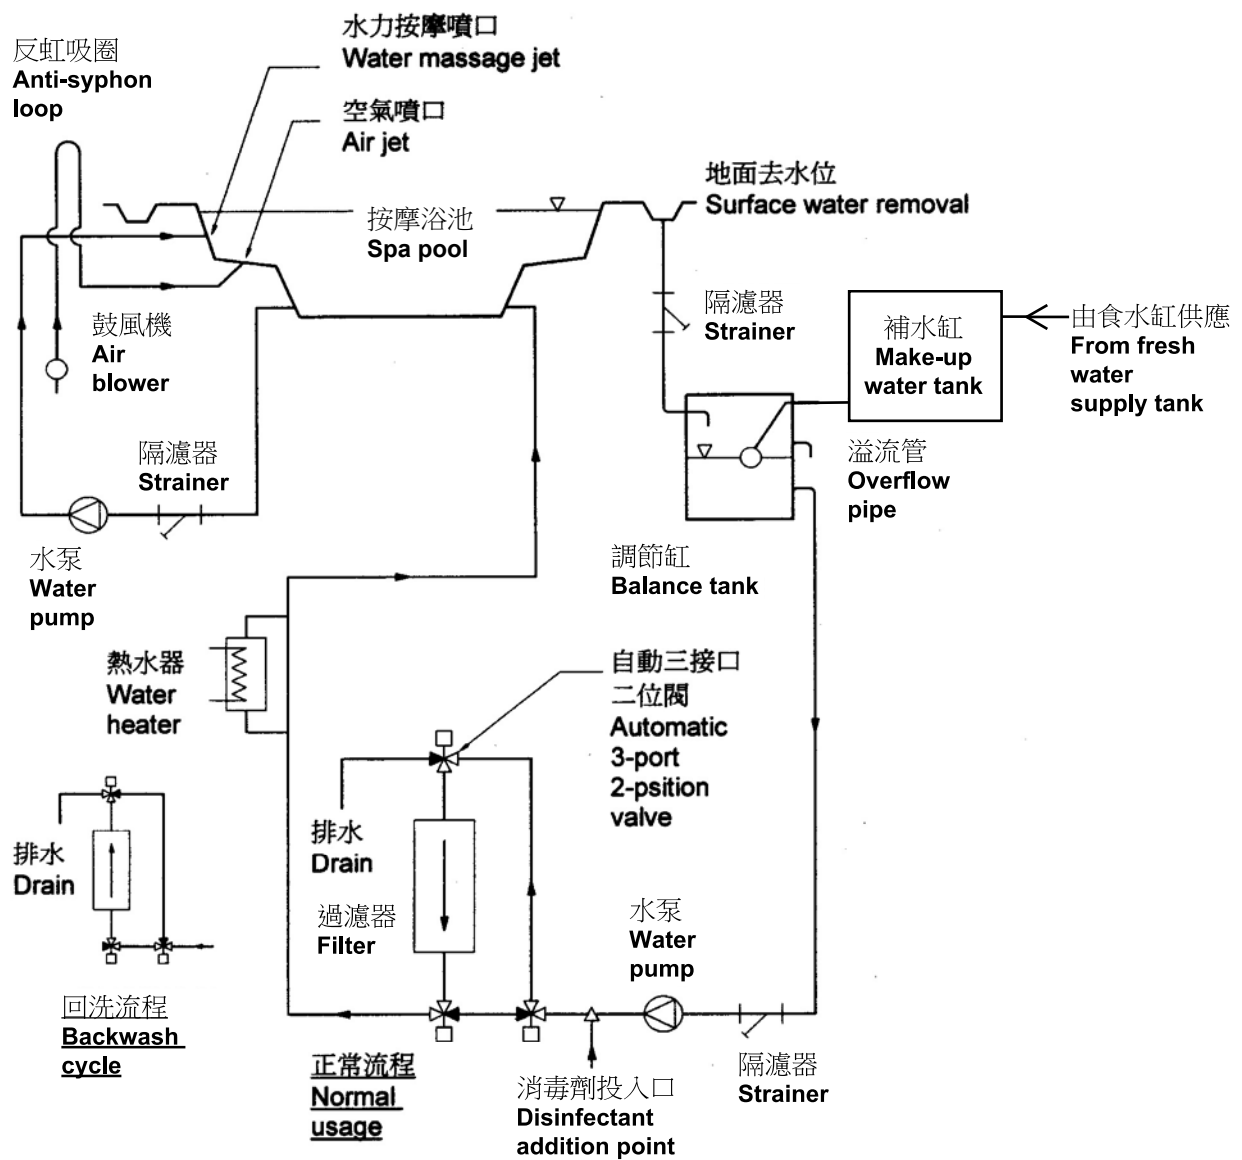 水力按摩噴口
Water massage jet
反虹吸圈
Anti-syphon
loop
空氣噴口
Air jet
地面去水位
Surface water removal
按摩浴池
Spa pool
鼓風機
Air
blower
隔濾器
Strainer
補水缸
Make-up
water tank
由食水缸供應
From fresh
water
supply tank
隔濾器
Strainer
溢流管
Overflow
pipe
水泵
Water
pump
調節缸
Balance tank
熱水器
Water
heater
自動三接口
二位閥
Automatic
3-port
2-psition
valve
排水
Drain
排水
Drain
過濾器
Filter
水泵
Water
pump
回洗流程
Backwash
cycle
正常流程
Normal
usage
消毒劑投入口
Disinfectant
addition point
隔濾器
Strainer